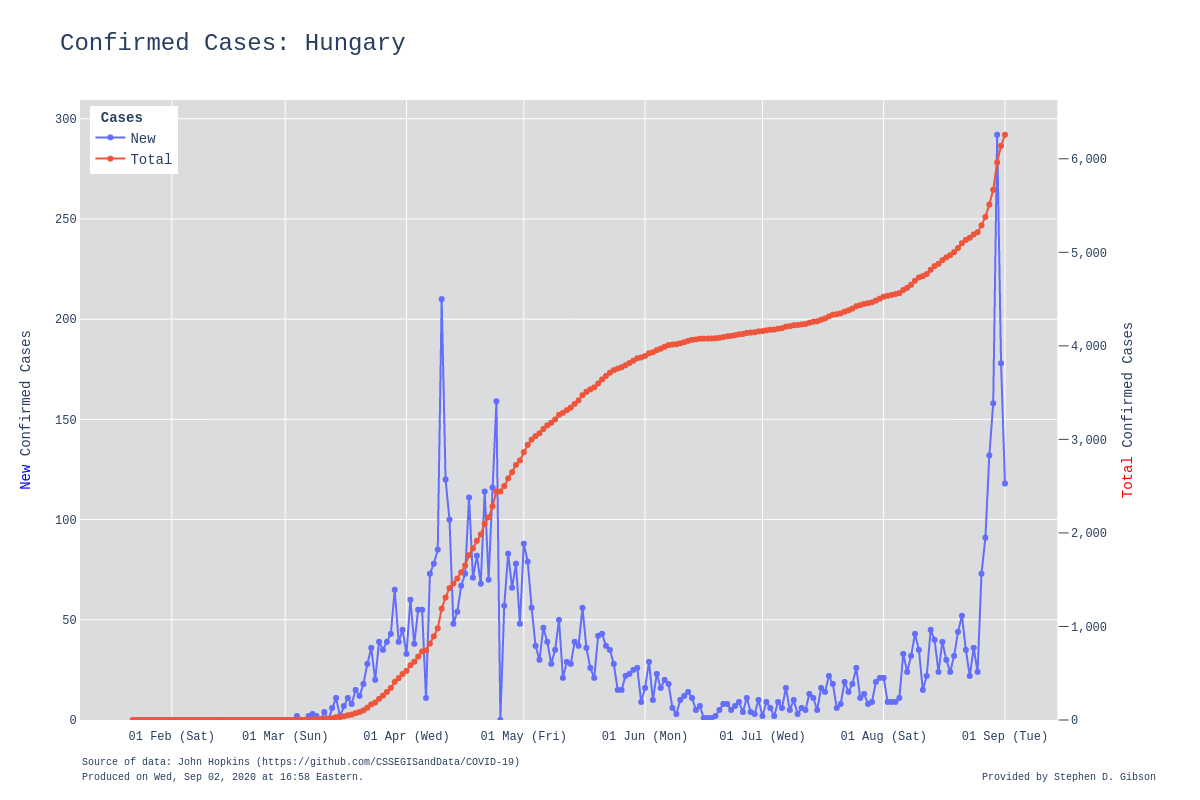 Confirmed Cases: Hungary
Cases
New
Total
300
250
200
150
100
50
0
6,000
5,000
4,000
3,000
2,000
1,000
0
New Confirmed Cases
Total Confirmed Cases
01 Feb (Sat)
01 Mar (Sun)
01 Apr (Wed)
01 May (Fri)
01 Jun (Mon)
01 Jul (Wed)
01 Aug (Sat)
01 Sep (Tue)
Source of data: John Hopkins (https://github.com/CSSEGISandData/COVID-19)
Produced on Wed, Sep 02, 2020 at 16:58 Eastern.
Provided by Stephen D. Gibson